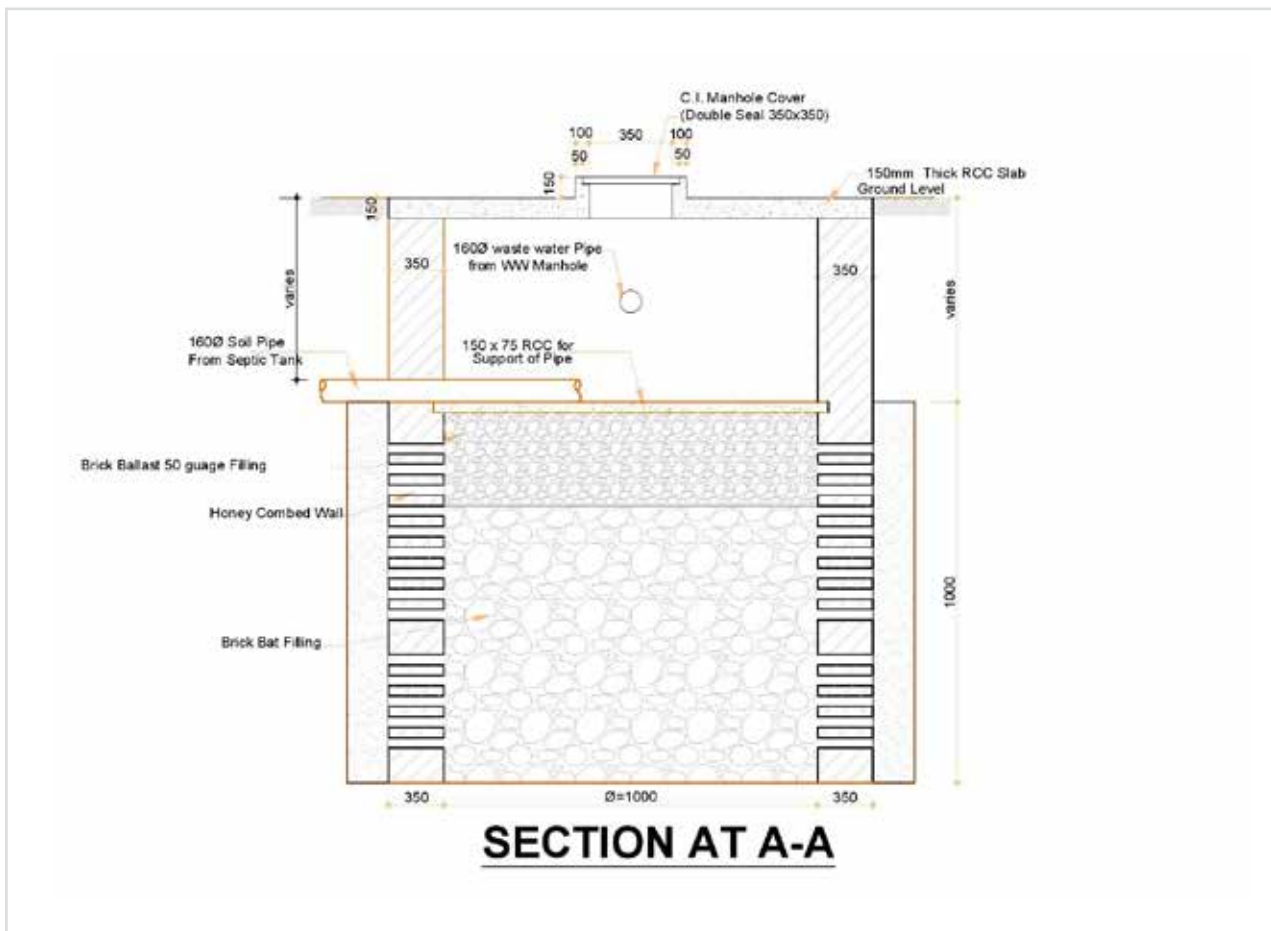 C.I. Manhole Cover
(Double Seal 350x350)
100 350 100
50 50
150
150mm Thick RCC Slab
Ground Level
150
350
160Ø waste water Pipe
from WW Manhole
350
varies
varies
160Ø Soil Pipe
From Septic Tank
150 x 75 RCC for
Support of Pipe
Brick Ballast 50 guage Filling
Honey Combed Wall
1000
Brick Bat Filling
350 Ø=1000 350
SECTION AT A-A